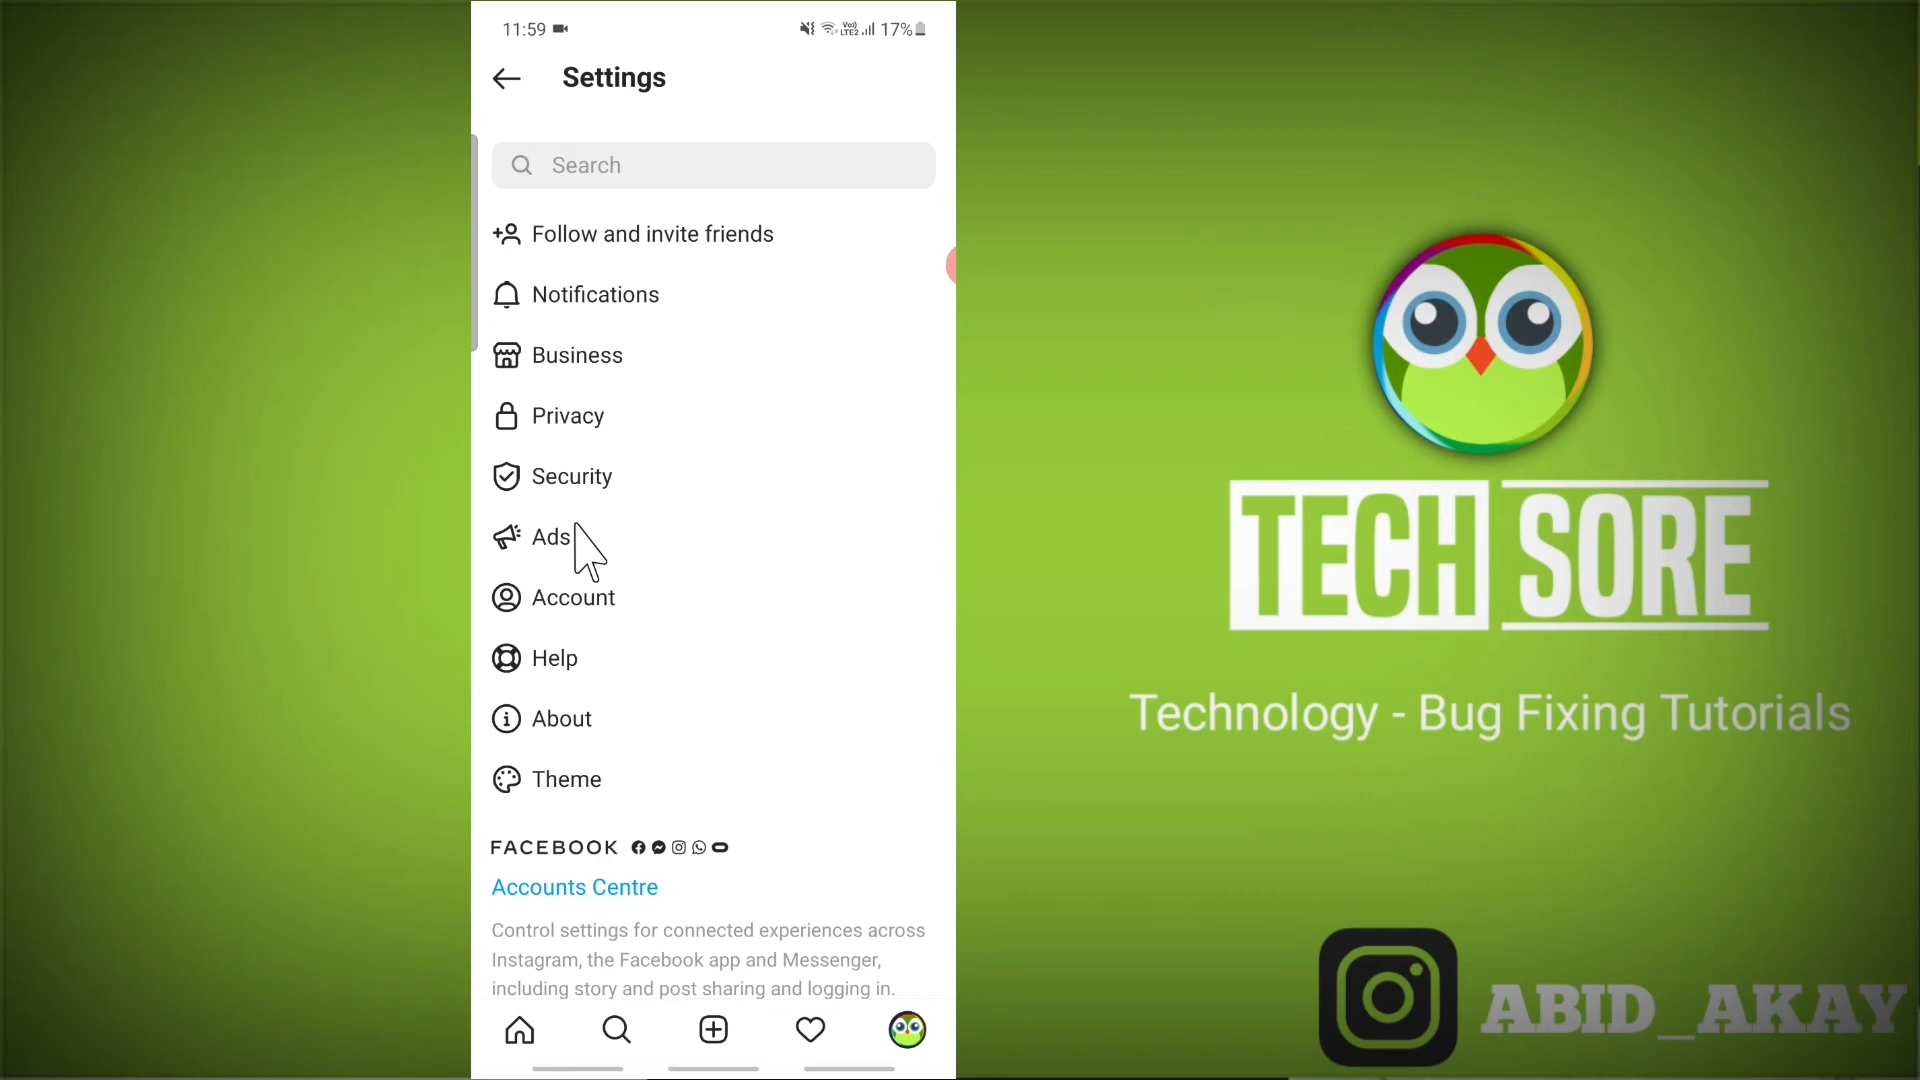 11:59
Vo)) LTE2 17%
Settings
Search
Follow and invite friends
Notifications
Business
Privacy
Security
Ads
Account
Help
About
Theme
FACEBOOK
Accounts Centre
Control settings for connected experiences across
Instagram, the Facebook app and Messenger,
including story and post sharing and logging in.
TECH SORE
Technology - Bug Fixing Tutorials
ABID_AKAY